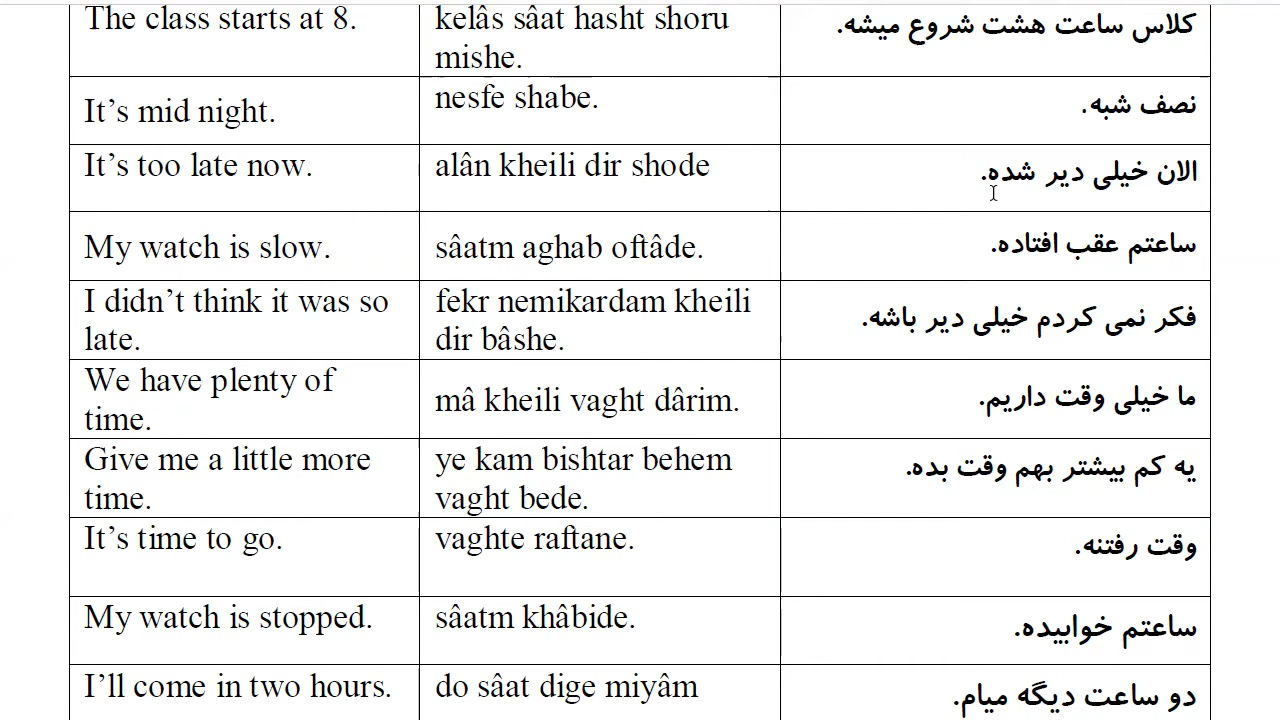 The class starts at 8.
kelâs sâat hasht shoru
mishe.
کلاس ساعت هشت شروع میشه.
It’s mid night.
nesfe shabe.
نصف شبه.
It’s too late now.
alân kheili dir shode
الان خیلی دیر شده.
My watch is slow.
sâatm aghab oftâde.
ساعتم عقب افتاده.
I didn’t think it was so
late.
fekr nemikardam kheili
dir bâshe.
فکر نمی کردم خیلی دیر باشه.
We have plenty of
time.
mâ kheili vaght dârim.
ما خیلی وقت داریم.
Give me a little more
time.
ye kam bishtar behem
vaght bede.
یه کم بیشتر بهم وقت بده.
It’s time to go.
vaghte raftane.
وقت رفتنه.
My watch is stopped.
sâatm khâbide.
ساعتم خوابیده.
I’ll come in two hours.
do sâat dige miyâm
دو ساعت دیگه میام.